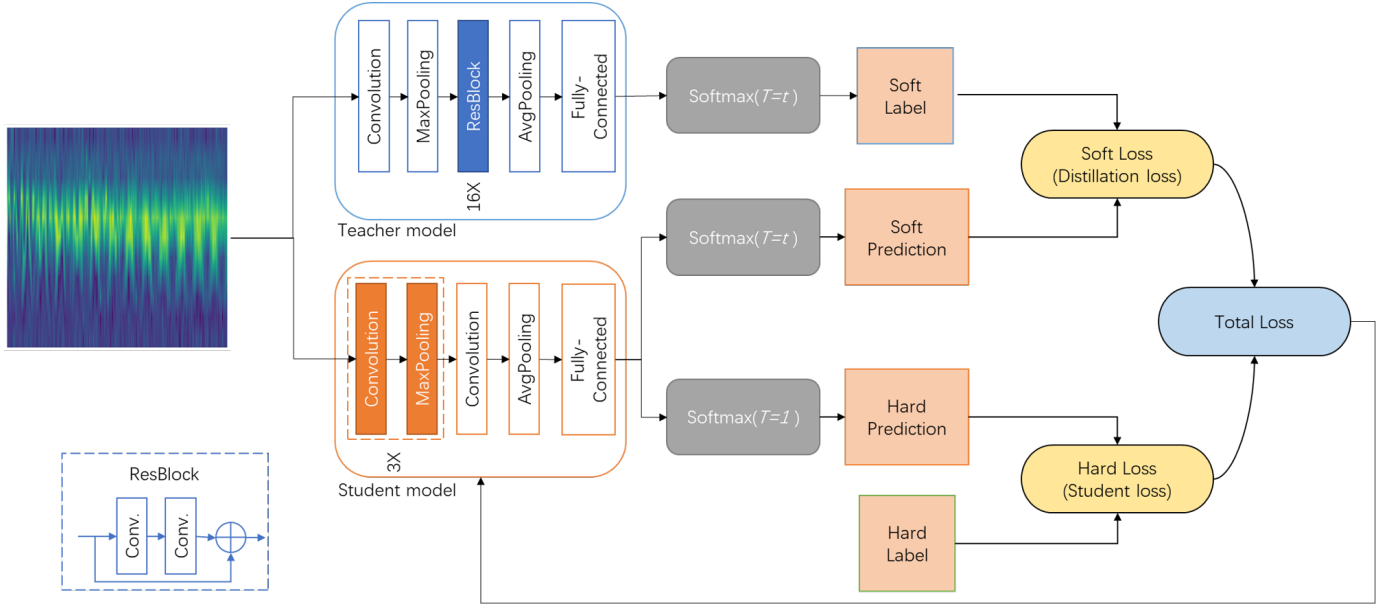 Convolution
MaxPooling
ResBlock
AvgPooling
Fully-
Connected
16X
Teacher model
Softmax(T=t )
Soft
Label
Soft Loss
(Distillation loss)
Softmax(T=t )
Soft
Prediction
Convolution
MaxPooling
Convolution
AvgPooling
Fully-
Connected
3X
Student model
Softmax(T=1 )
Hard
Prediction
Total Loss
Hard Loss
(Student loss)
Hard
Label
ResBlock
Conv.
Conv.